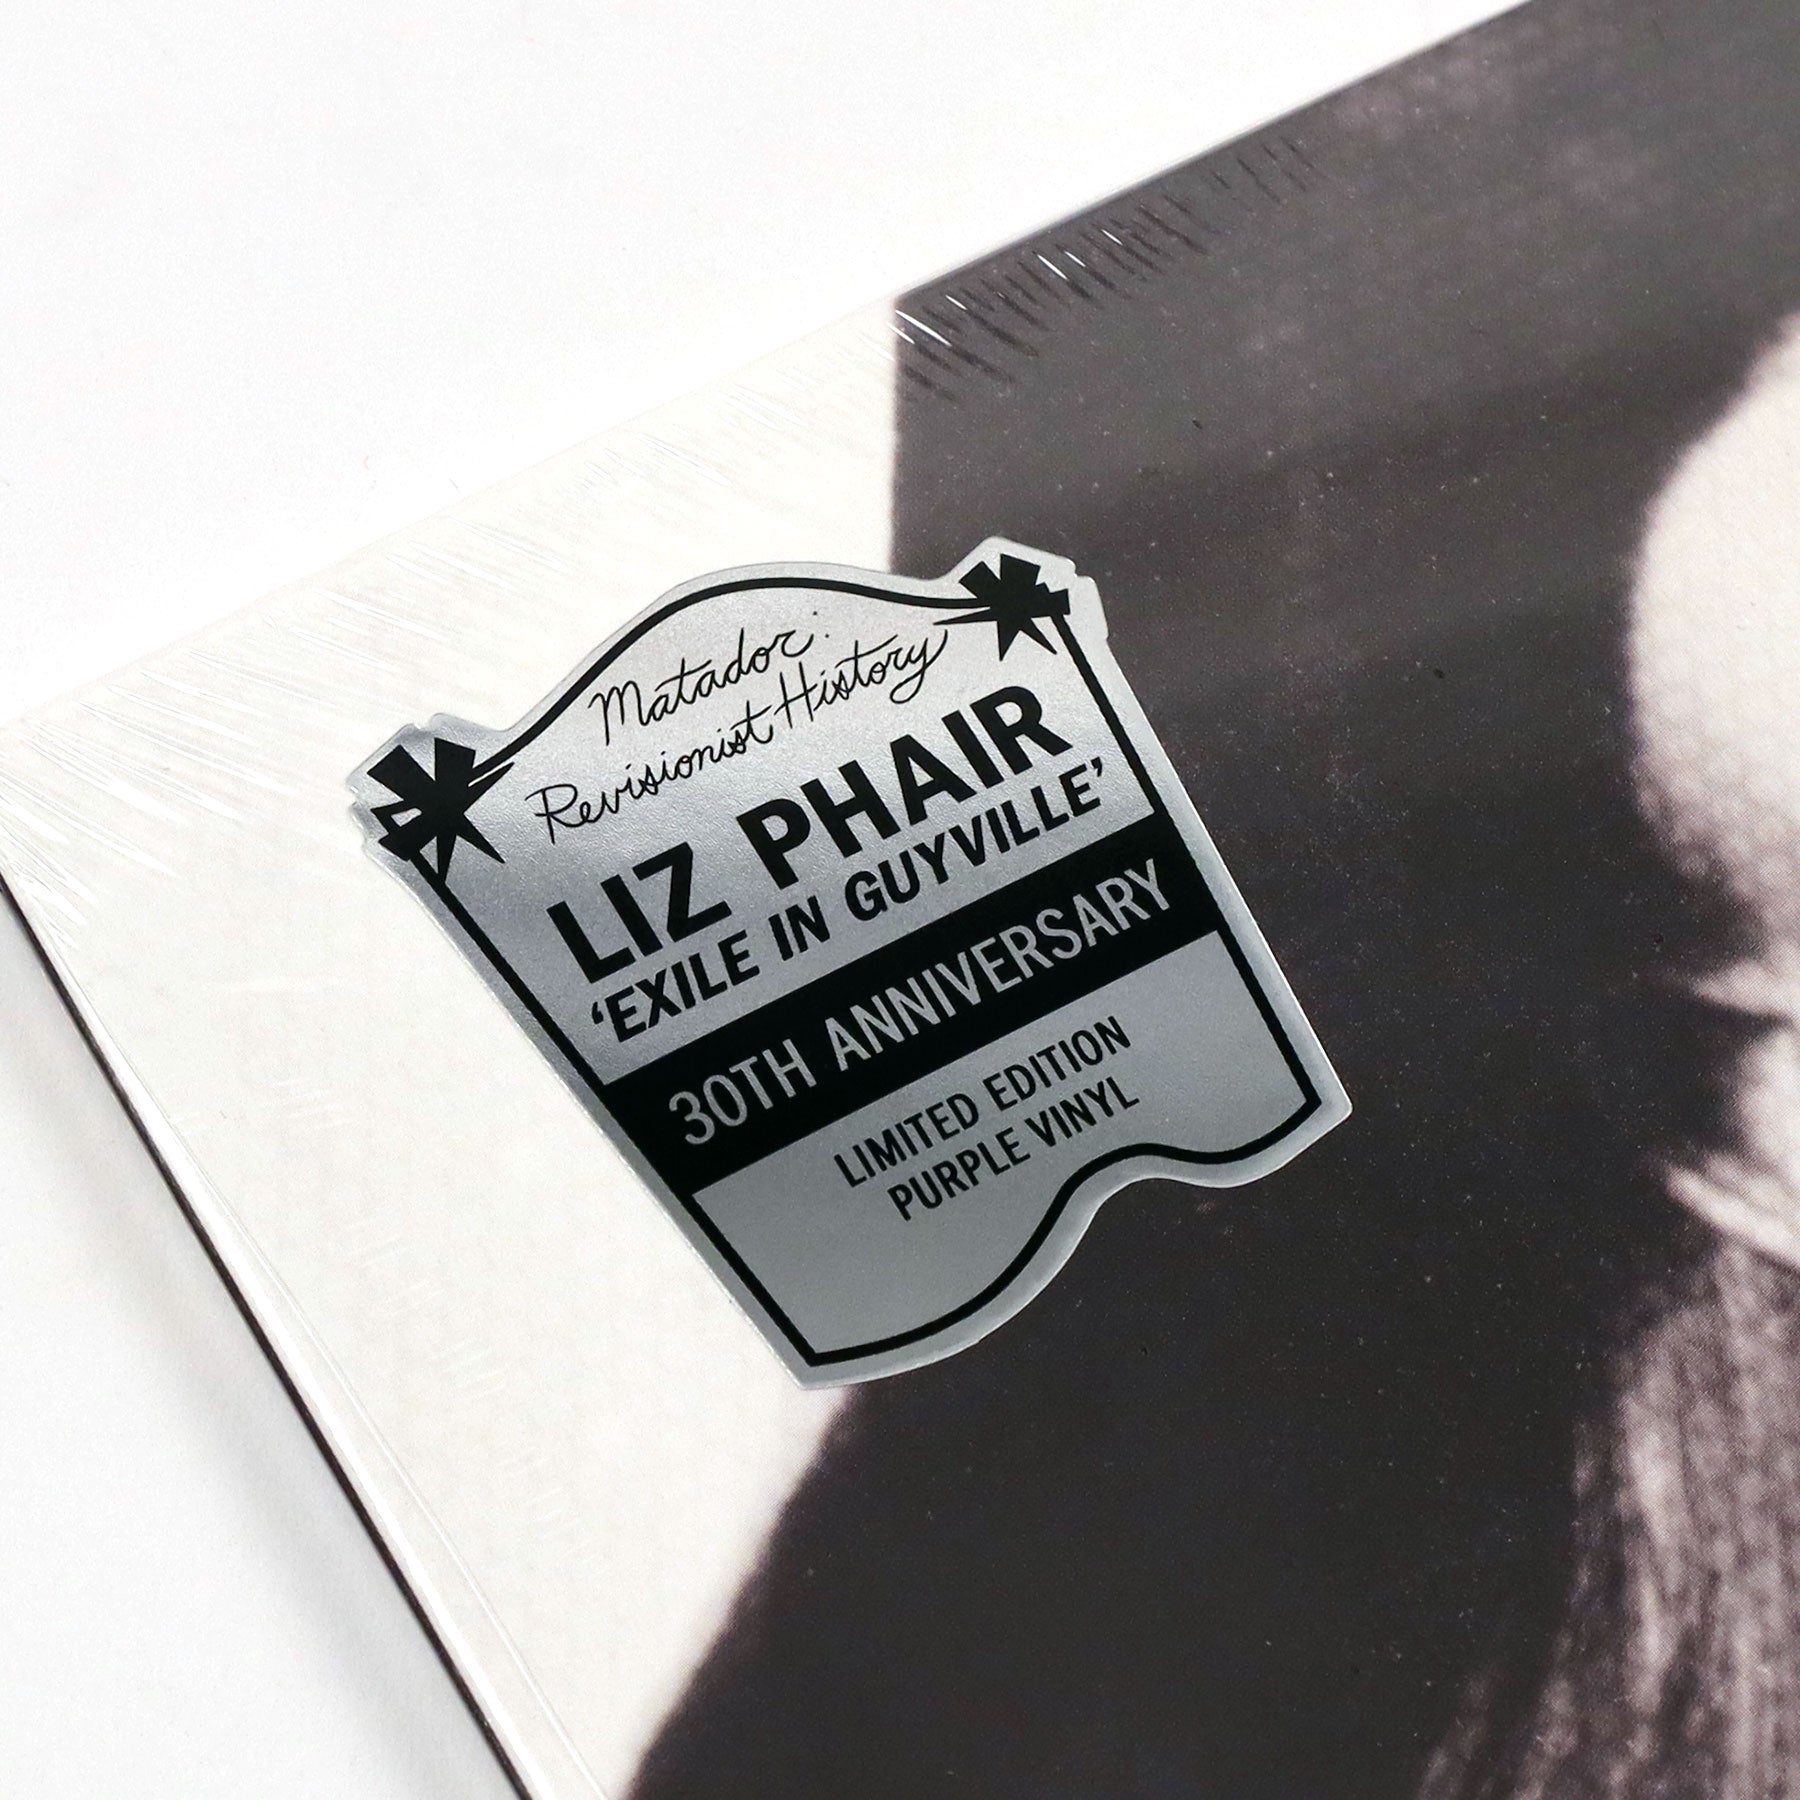 Matador:
Revisionist History
LIZ PHAIR
‘EXILE IN GUYVILLE’
30TH ANNIVERSARY
LIMITED EDITION
PURPLE VINYL